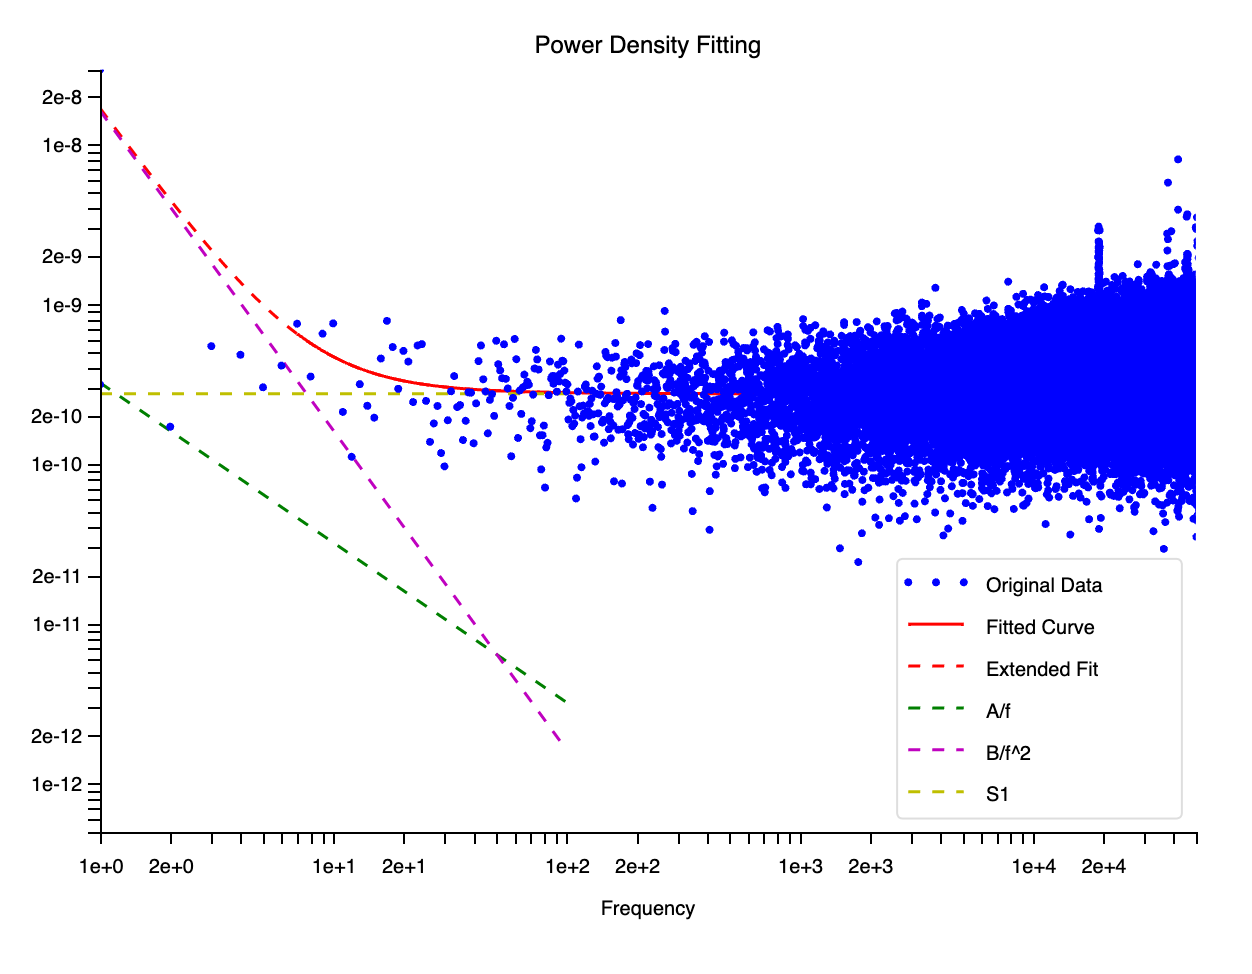 Power Density Fitting
2e-8
1e-8
2e-9
1e-9
2e-10
1e-10
2e-11
1e-11
2e-12
1e-12
Original Data
Fitted Curve
Extended Fit
A/f
B/f^2
S1
1e+0 2e+0 1e+1 2e+1 1e+2 2e+2 1e+3 2e+3 1e+4 2e+4
Frequency